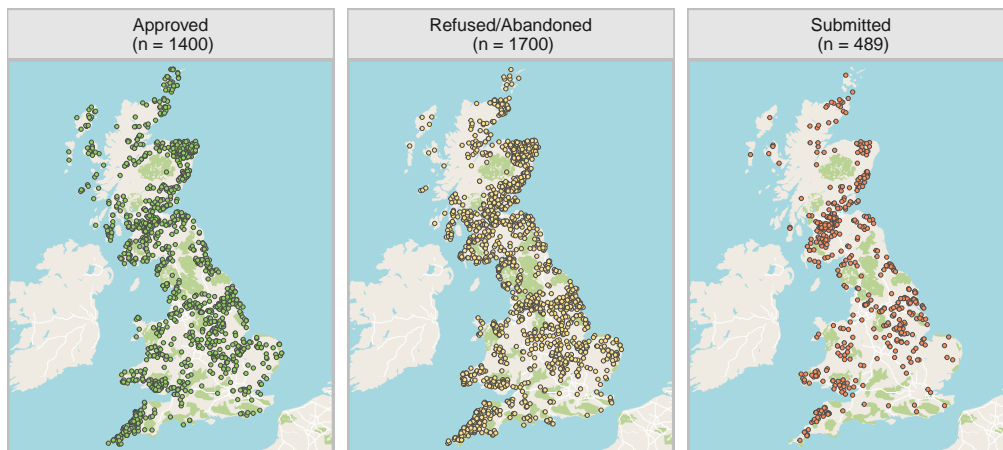 Approved
(n = 1400)
Refused/Abandoned
(n = 1700)
Submitted
(n = 489)